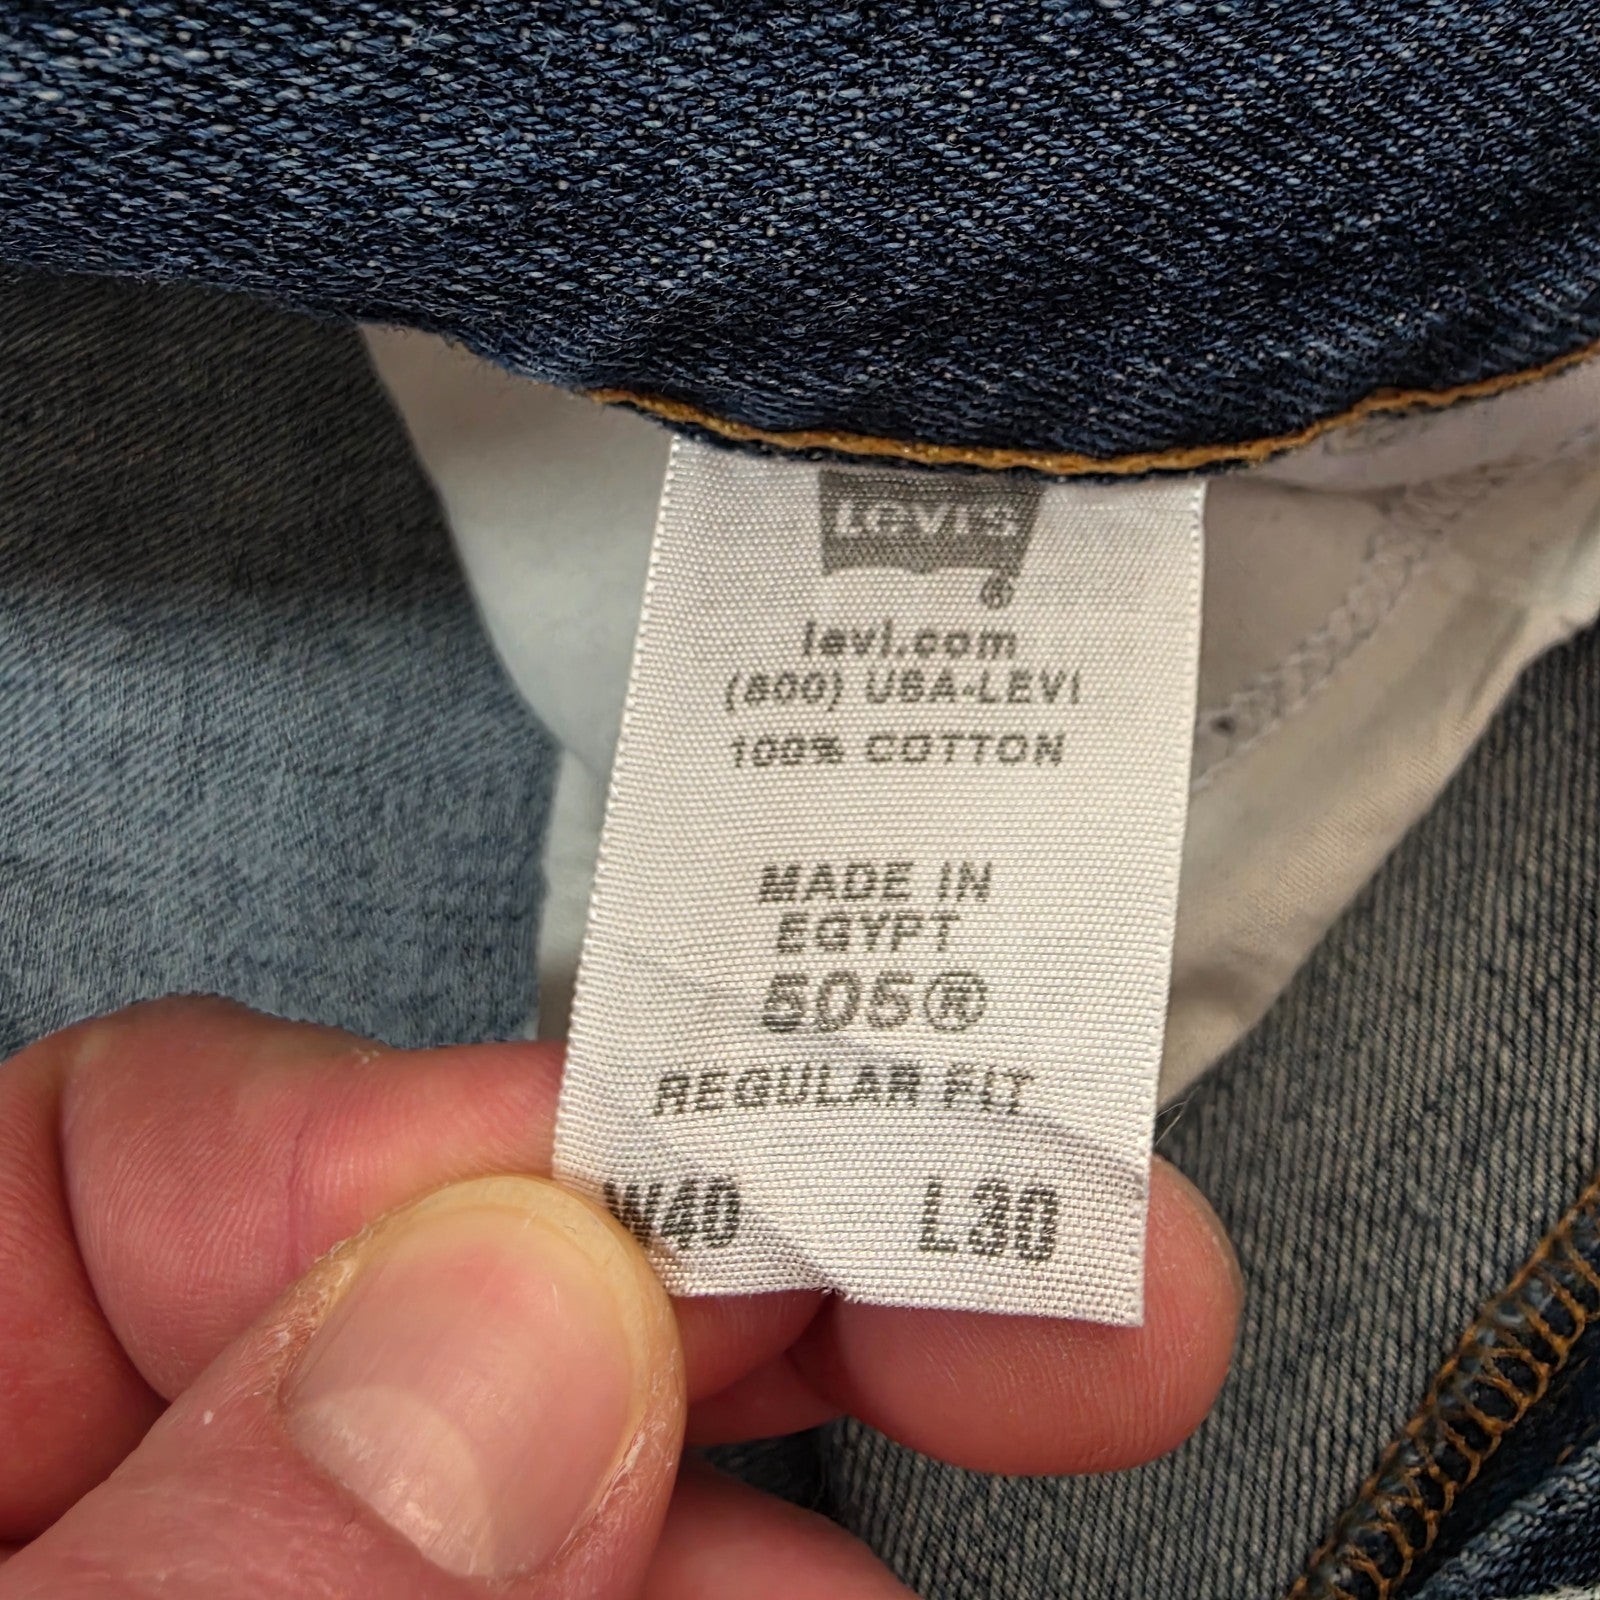 Levi's
®
levi.com
(800) USA-LEVI
100% COTTON
MADE IN
EGYPT
505®
REGULAR FIT
W40 L30